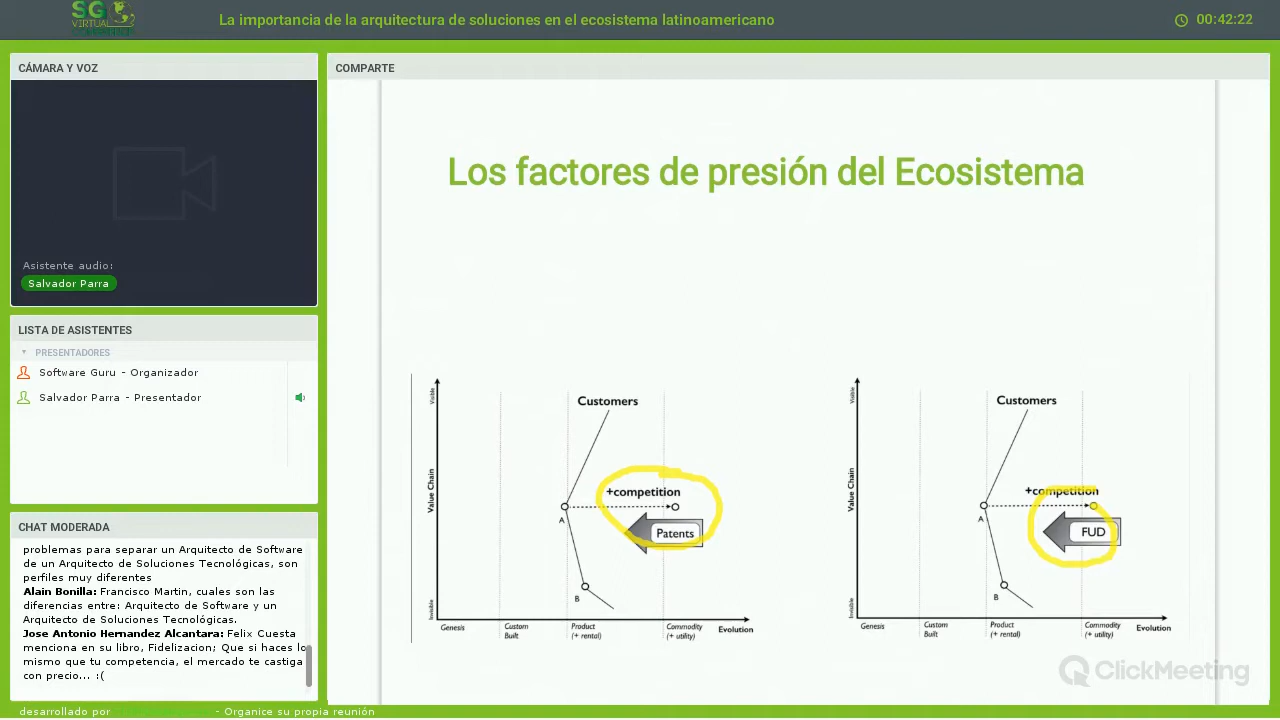 SG
VIRTUAL
La importancia de la arquitectura de soluciones en el ecosistema latinoamericano
00:42:22
CÁMARA Y VOZ
Asistente audio:
Salvador Parra
LISTA DE ASISTENTES
PRESENTADORES
Software Guru - Organizador
Salvador Parra - Presentador
CHAT MODERADA
problemas para separar un Arquitecto de Software
de un Arquitecto de Soluciones Tecnológicas, son
perfiles muy diferentes
Alain Bonilla: Francisco Martin, cuales son las
diferencias entre: Arquitecto de Software y un
Arquitecto de Soluciones Tecnológicas.
Jose Antonio Hernandez Alcantara: Felix Cuesta
menciona en su libro, Fidelizacion; Que si haces lo
mismo que tu competencia, el mercado te castiga
con precio... :(
desarrollado por
- Organice su propia reunión
COMPARTE
Los factores de presión del Ecosistema
Visible
Value Chain
Invisible
Customers
+competition
A
Patents
B
Genesis
Custom
Built
Product
(+ rental)
Commodity
(+ utility)
Evolution
Visible
Value Chain
Invisible
Customers
+competition
A
FUD
B
Genesis
Custom
Built
Product
(+ rental)
Commodity
(+ utility)
Evolution
ClickMeeting